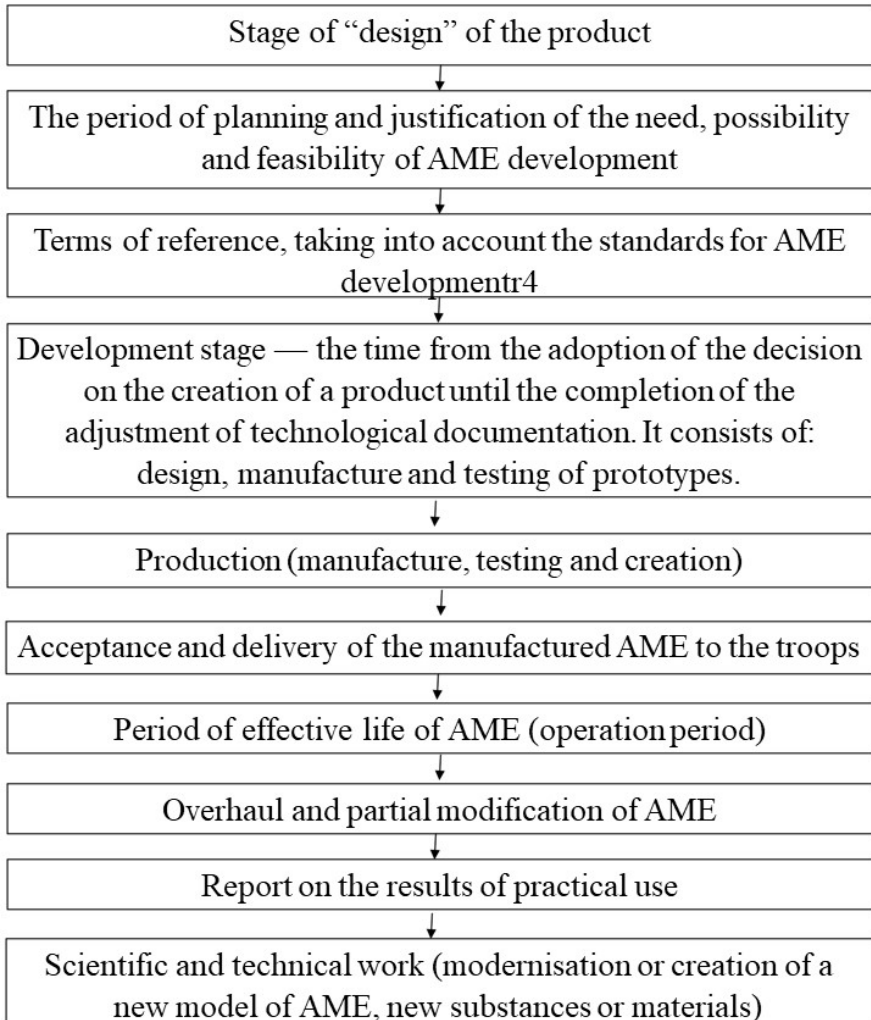 Stage of “design” of the product
The period of planning and justification of the need, possibility
and feasibility of AME development
Terms of reference, taking into account the standards for AME
developmentr4
Development stage — the time from the adoption of the decision
on the creation of a product until the completion of the
adjustment of technological documentation. It consists of:
design, manufacture and testing of prototypes.
Production (manufacture, testing and creation)
Acceptance and delivery of the manufactured AME to the troops
Period of effective life of AME (operation period)
Overhaul and partial modification of AME
Report on the results of practical use
Scientific and technical work (modernisation or creation of a
new model of AME, new substances or materials)